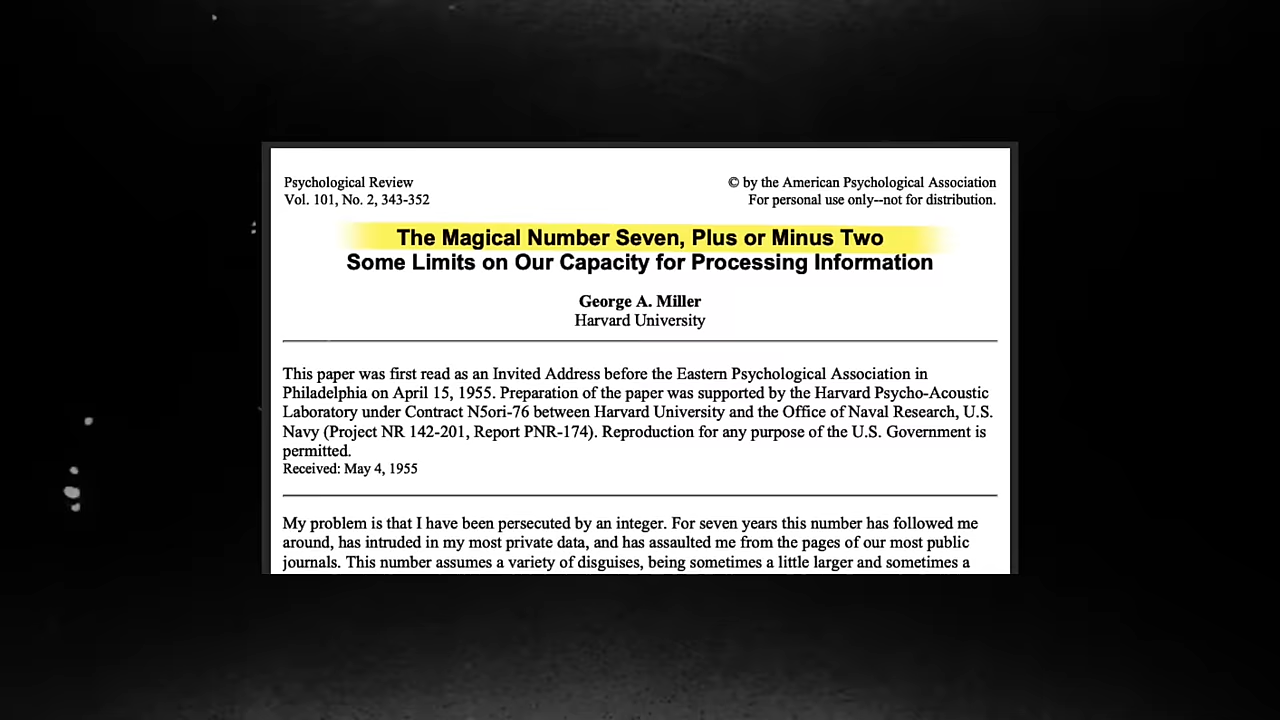 Psychological Review
© by the American Psychological Association
Vol. 101, No. 2, 343-352
For personal use only--not for distribution.
The Magical Number Seven, Plus or Minus Two
Some Limits on Our Capacity for Processing Information
George A. Miller
Harvard University
This paper was first read as an Invited Address before the Eastern Psychological Association in
Philadelphia on April 15, 1955. Preparation of the paper was supported by the Harvard Psycho-Acoustic
Laboratory under Contract N5ori-76 between Harvard University and the Office of Naval Research, U.S.
Navy (Project NR 142-201, Report PNR-174). Reproduction for any purpose of the U.S. Government is
permitted.
Received: May 4, 1955
My problem is that I have been persecuted by an integer. For seven years this number has followed me
around, has intruded in my most private data, and has assaulted me from the pages of our most public
journals. This number assumes a variety of disguises, being sometimes a little larger and sometimes a